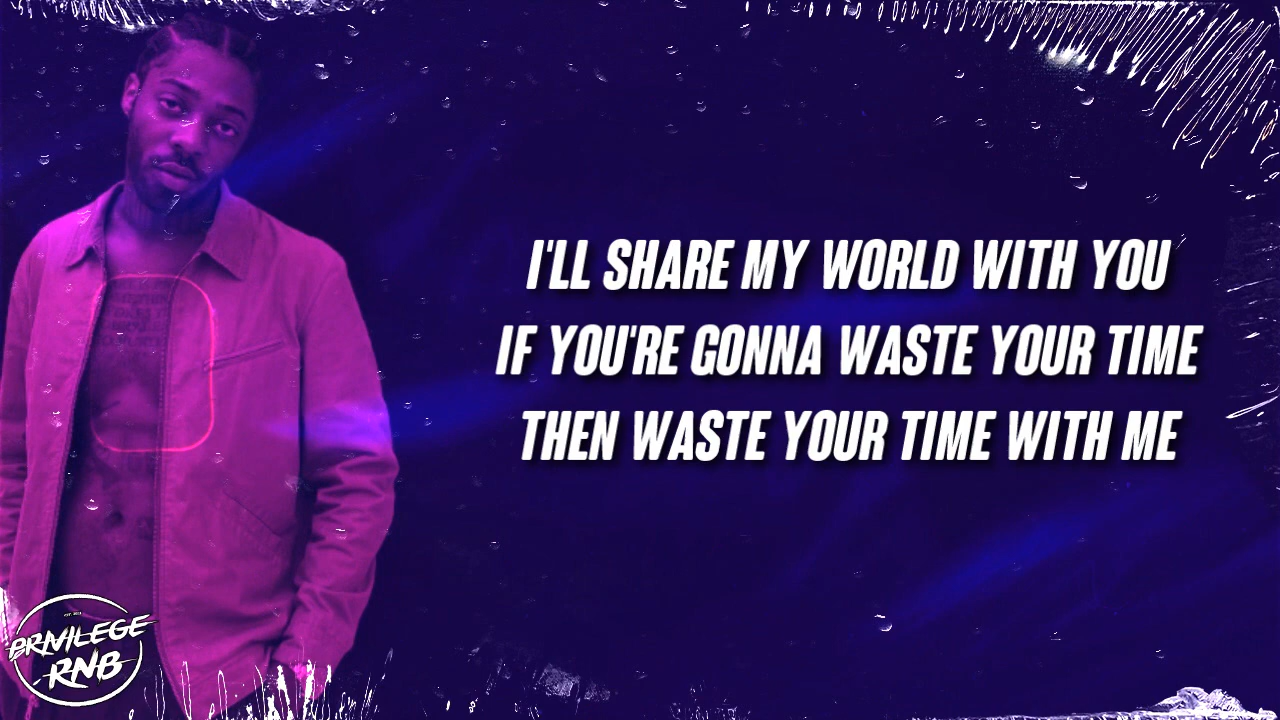 I'LL SHARE MY WORLD WITH YOU
IF YOU'RE GONNA WASTE YOUR TIME
THEN WASTE YOUR TIME WITH ME
PRIVILEGE
RNB